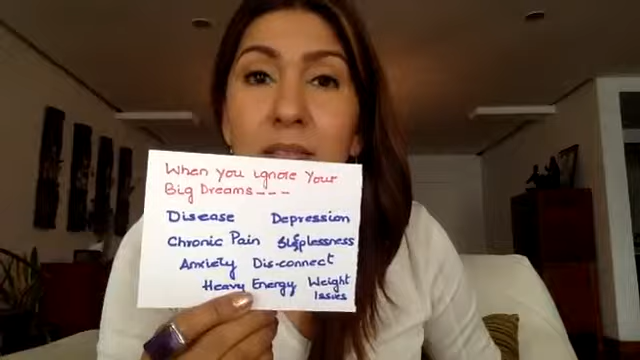 When you ignore Your
Big Dreams---
Disease Depression
Chronic Pain Sleeplessness
Anxiety Dis-connect
Heavy Energy Weight
Issues